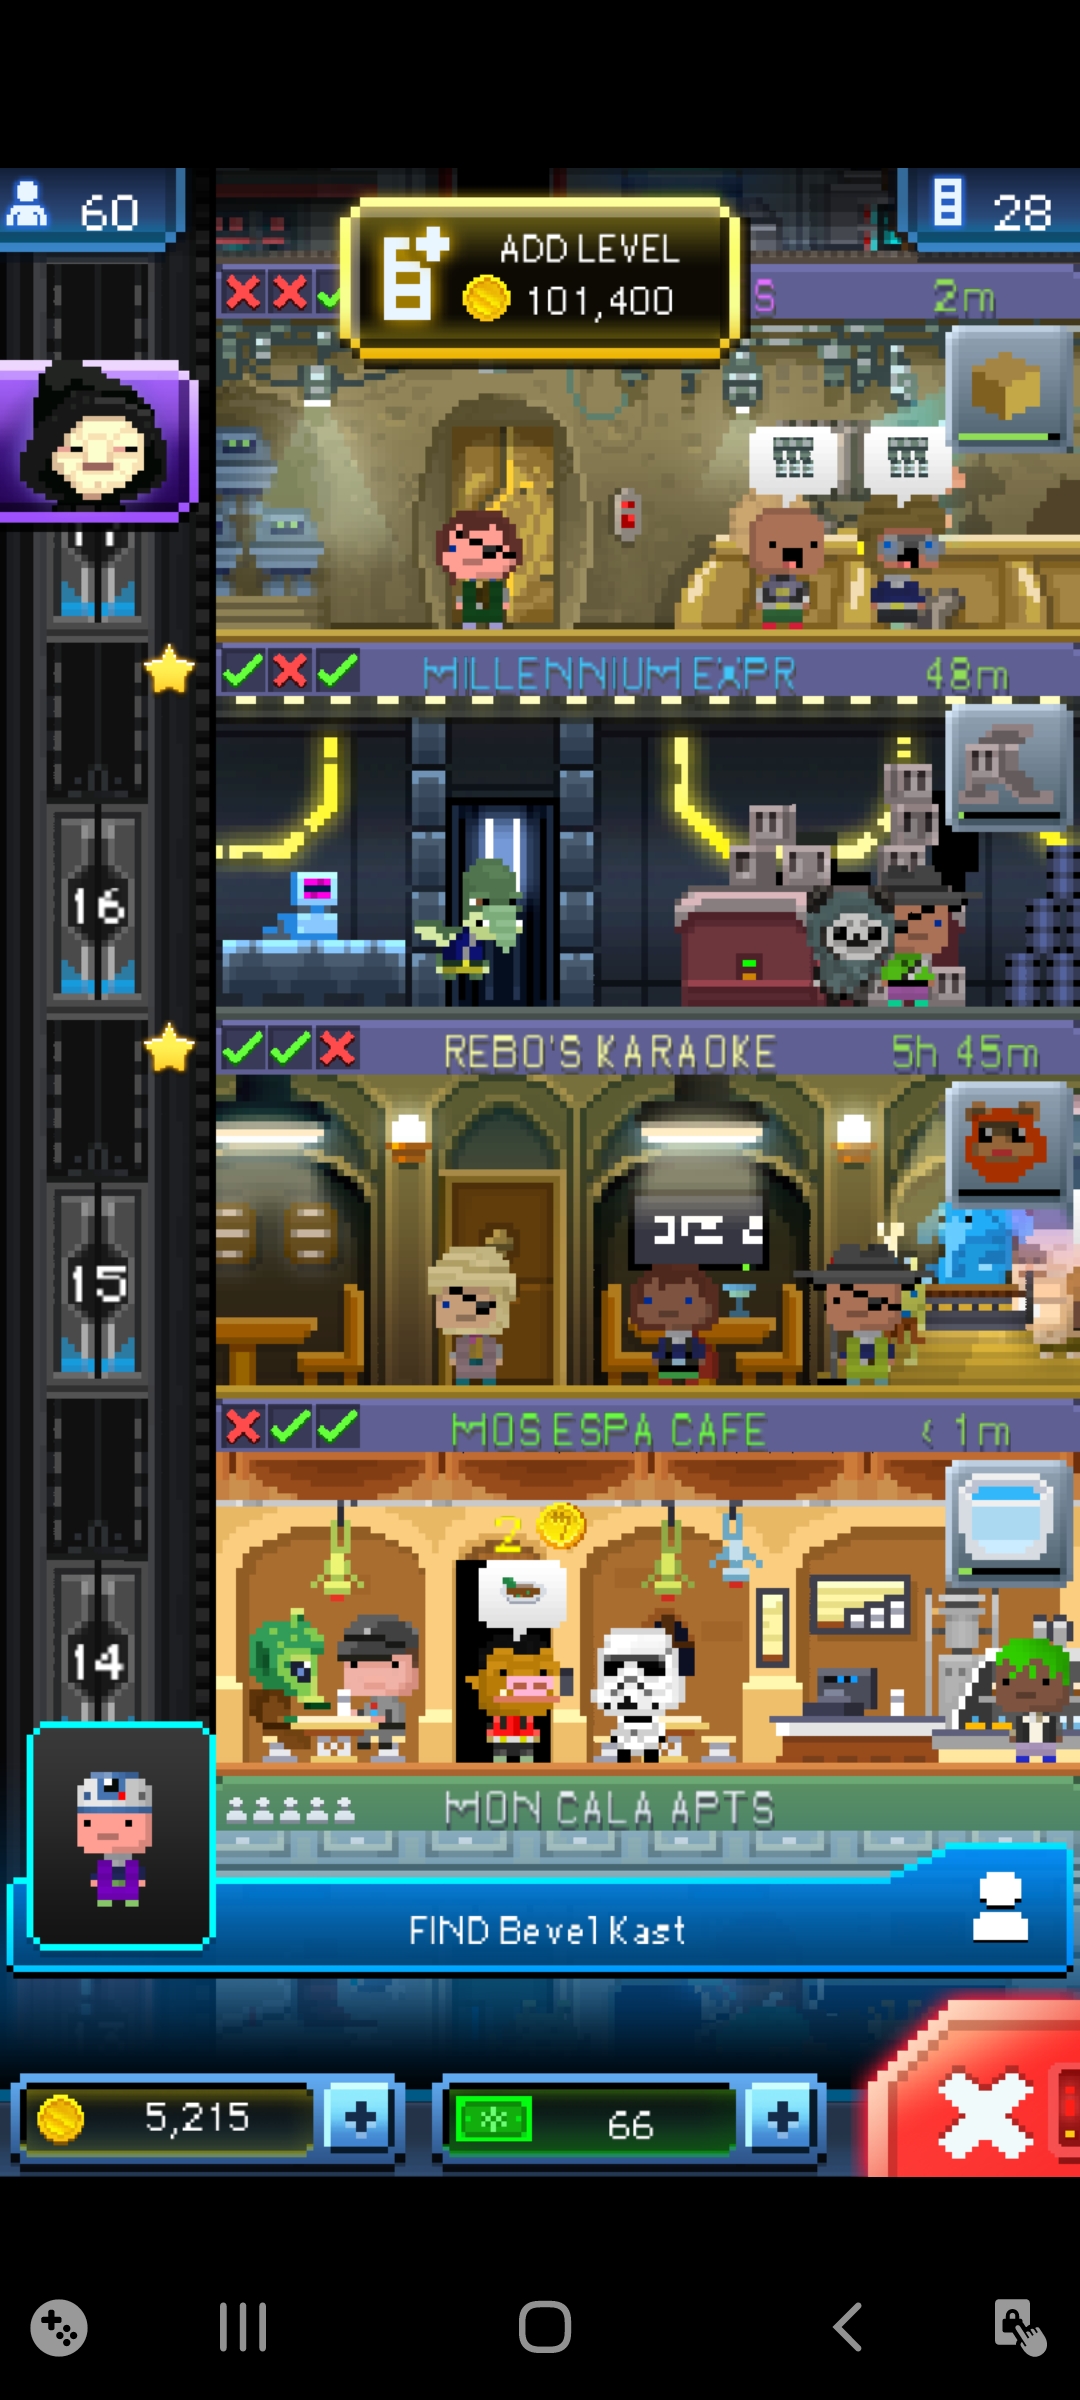 60
ADD LEVEL
101,400
28
S
2m
MILLENNIUM EXPR
48m
16
REBO'S KARAOKE
5h 45m
15
MOS ESPA CAFE
< 1m
2
14
MON CALA APTS
FIND Bevel Kast
5,215
66